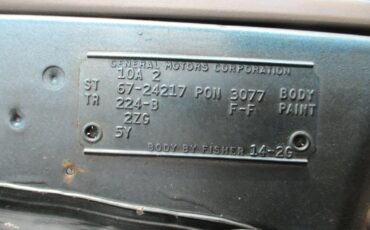 GENERAL MOTORS CORPORATION
10A 2
ST 67-24217 PON 3077 BODY
TR 224-B F-F PAINT
2ZG
5Y
BODY BY FISHER 14-2G